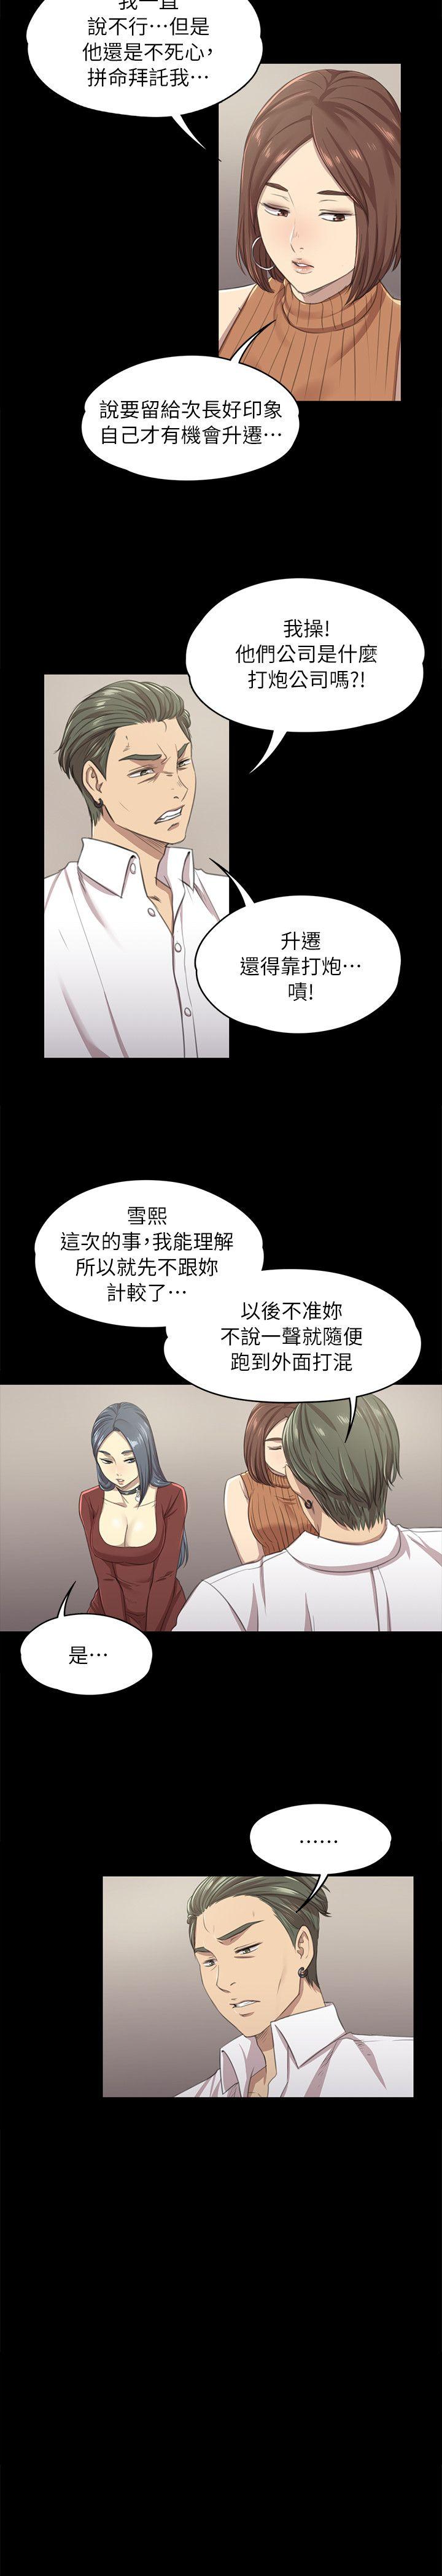 我一直
說不行⋯但是
他還是不死心，
拼命拜託我⋯
說要留給次長好印象
自己才有機會升遷⋯
我操!
他們公司是什麼
打炮公司嗎?!
升遷
還得靠打炮⋯
嘖!
雪熙
這次的事，我能理解
所以就先不跟妳
計較了⋯
以後不准妳
不說一聲就隨便
跑到外面打混
是⋯
⋯⋯